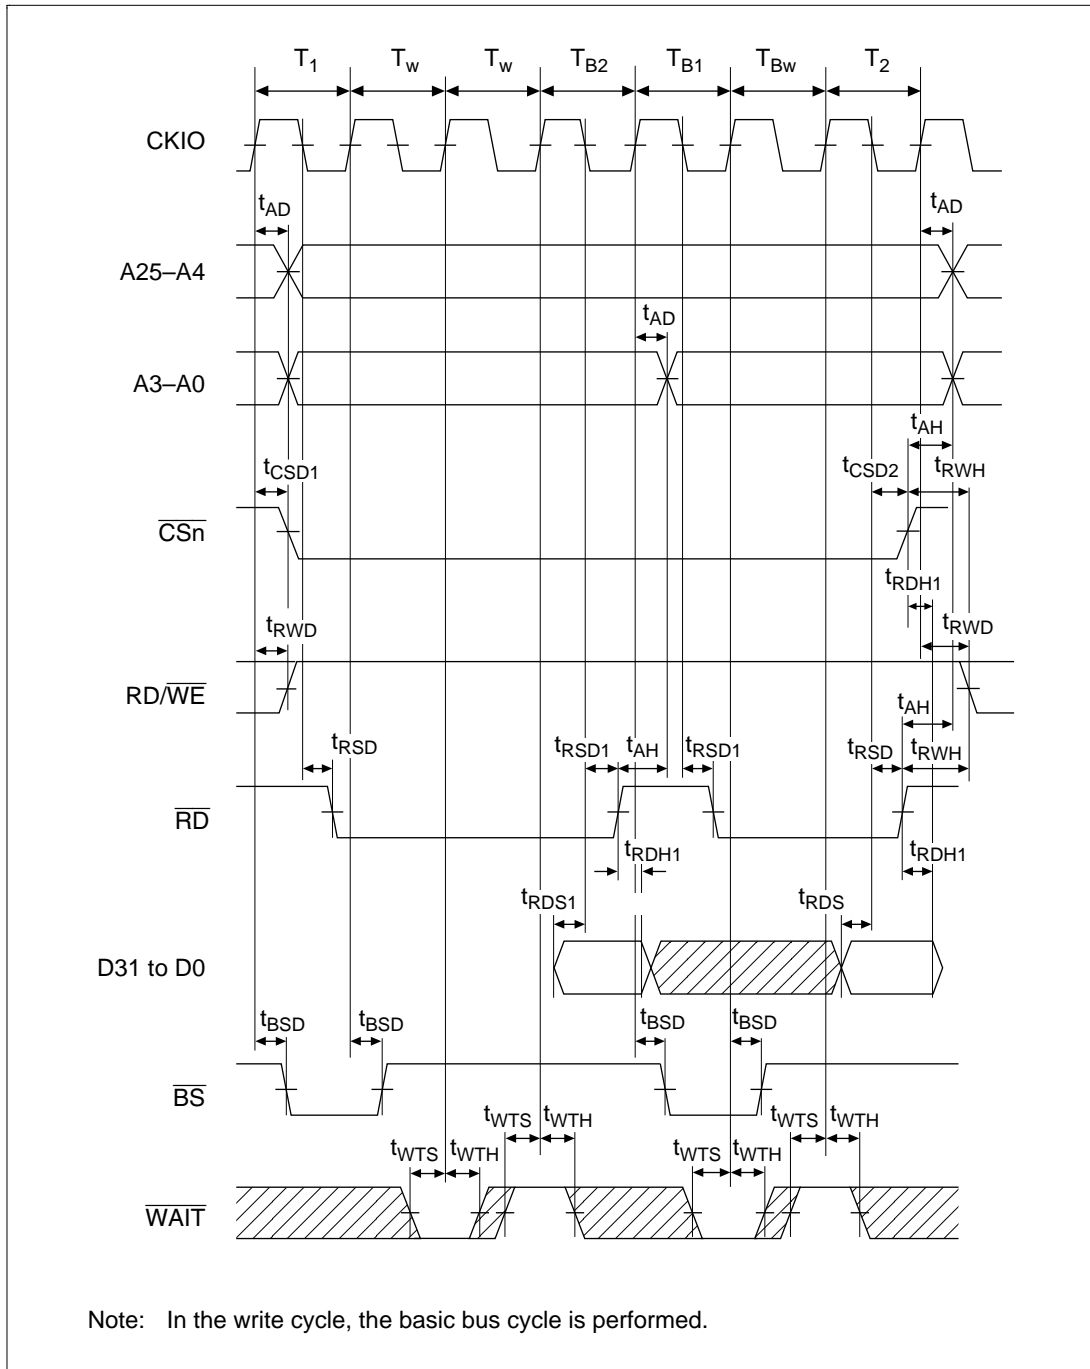 T1 Tw Tw TB2 TB1 TBw T2
CKIO
tAD tAD
A25–A4
tAD
A3–A0
tAH
tCSD1 tCSD2 tRWH
CSn
tRDH1
tRWD tRWD
RD/WE
tAH
tRSD tRSD1 tAH tRSD1 tRSD tRWH
RD
tRDH1 tRDH1
tRDS1 tRDS
D31 to D0
tBSD tBSD tBSD tBSD
BS
tWTS tWTH tWTS tWTH
tWTS tWTH tWTS tWTH
WAIT
Note: In the write cycle, the basic bus cycle is performed.